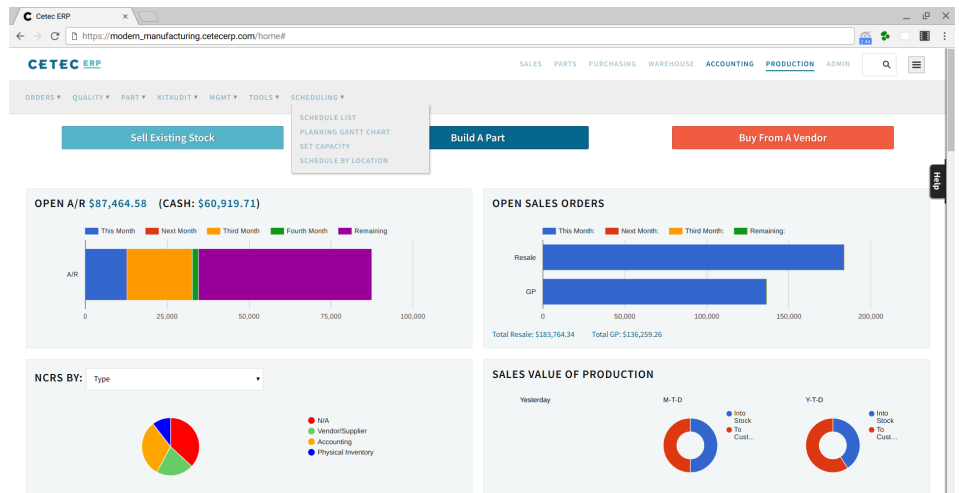 Cetec ERP
https://modern_manufacturing.cetecerp.com/home#
CETEC ERP
SALES PARTS PURCHASING WAREHOUSE ACCOUNTING PRODUCTION ADMIN
ORDERS QUALITY PART KITAUDIT MGMT TOOLS SCHEDULING
SCHEDULE LIST
PLANNING GANTT CHART
SET CAPACITY
SCHEDULE BY LOCATION
Sell Existing Stock
Build A Part
Buy From A Vendor
Help
OPEN A/R $87,464.58 (CASH: $60,919.71)
This Month Next Month Third Month Fourth Month Remaining
A/R
0 25,000 50,000 75,000 100,000
OPEN SALES ORDERS
This Month: Next Month: Third Month: Remaining:
Resale
GP
0 50,000 100,000 150,000 200,000
Total Resale: $183,764.34 Total GP: $136,259.26
NCRS BY: Type
N/A
Vendor/Supplier
Accounting
Physical Inventory
SALES VALUE OF PRODUCTION
Yesterday M-T-D Y-T-D
Into Stock
To Cust...
Into Stock
To Cust...